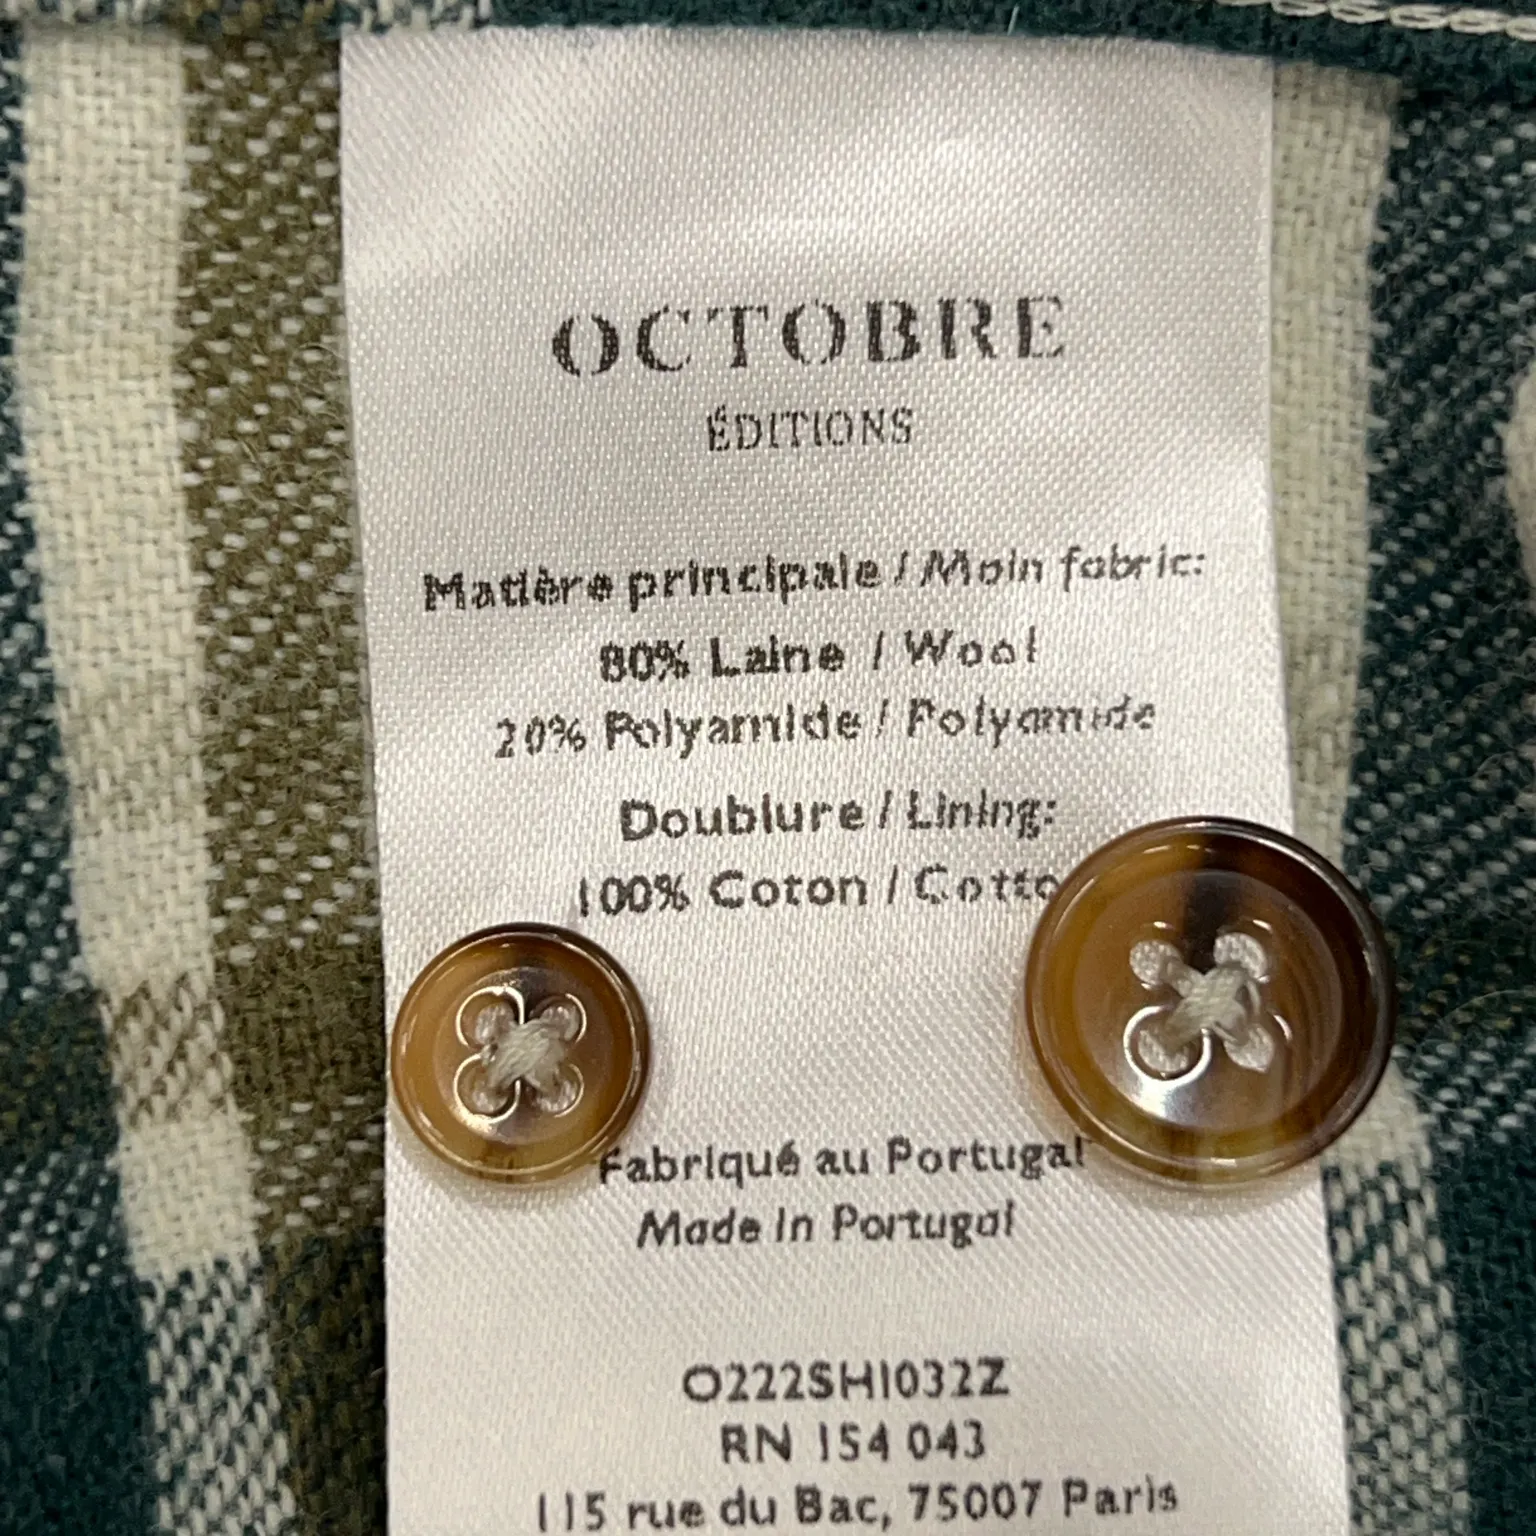 OCTOBRE
ÉDITIONS
Matière principale / Main fabric:
80% Laine / Wool
20% Polyamide / Polyamide
Doublure / Lining:
100% Coton / Cotto
Fabriqué au Portugal
Made in Portugal
O222SHI032Z
RN 154 043
115 rue du Bac, 75007 Paris